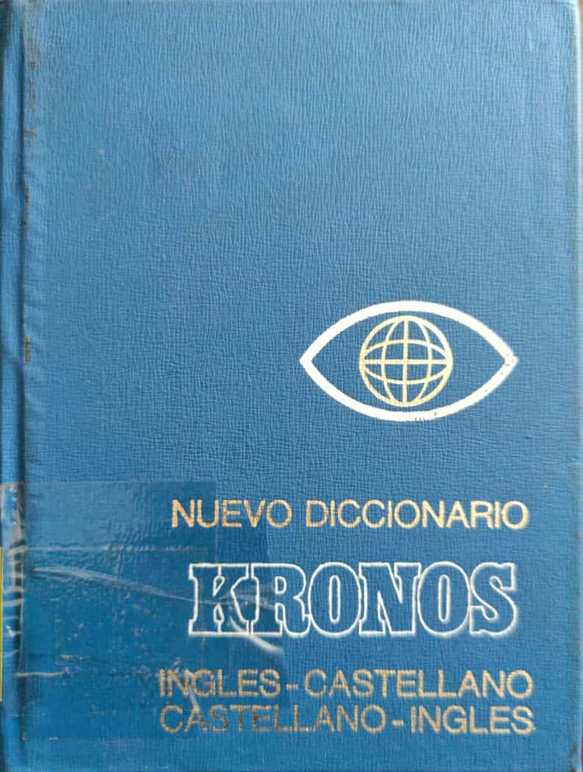 NUEVO DICCIONARIO
KRONOS
INGLES-CASTELLANO
CASTELLANO-INGLES